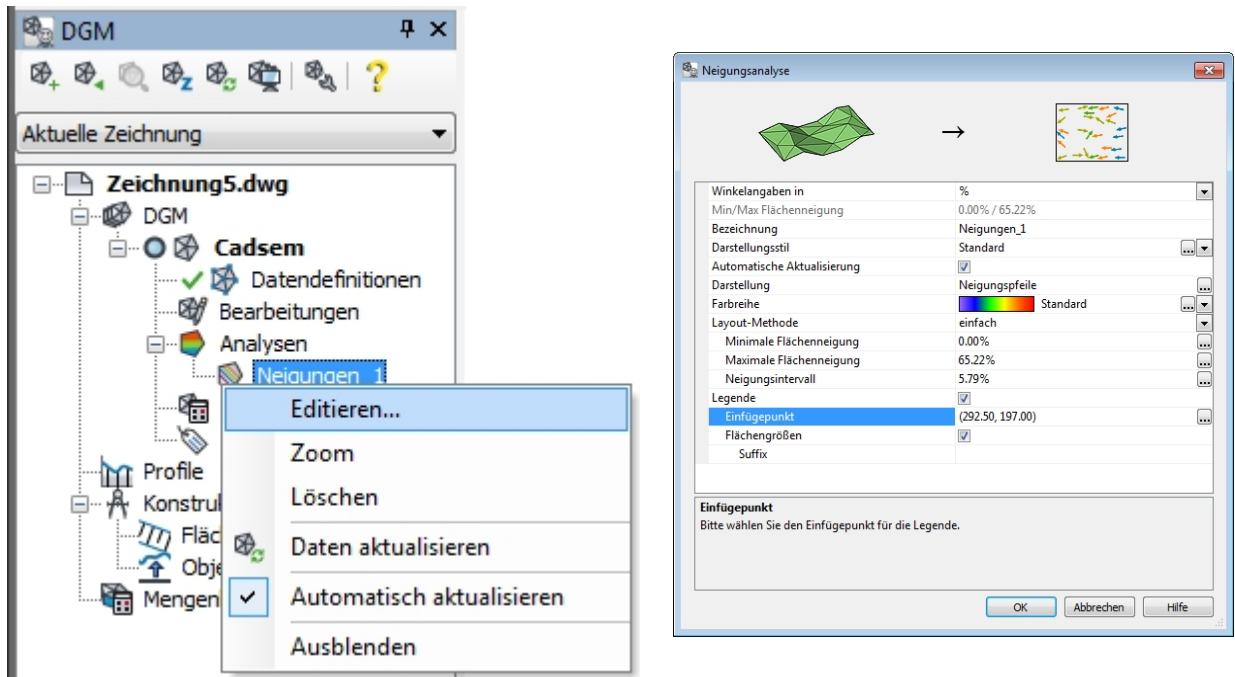 DGM
Aktuelle Zeichnung
Zeichnung5.dwg
DGM
Cadsem
Datendefinitionen
Bearbeitungen
Analysen
Neigungen_1
Profile
Konstru
Fläc
Obje
Mengen
Editieren...
Zoom
Löschen
Daten aktualisieren
Automatisch aktualisieren
Ausblenden
Neigungsanalyse
Winkelangaben in %
Min/Max Flächenneigung 0.00% / 65.22%
Bezeichnung Neigungen_1
Darstellungsstil Standard
Automatische Aktualisierung
Darstellung Neigungspfeile
Farbreihe Standard
Layout-Methode einfach
Minimale Flächenneigung 0.00%
Maximale Flächenneigung 65.22%
Neigungsintervall 5.79%
Legende
Einfügepunkt (292.50, 197.00)
Flächengrößen
Suffix
Einfügepunkt
Bitte wählen Sie den Einfügepunkt für die Legende.
OK Abbrechen Hilfe